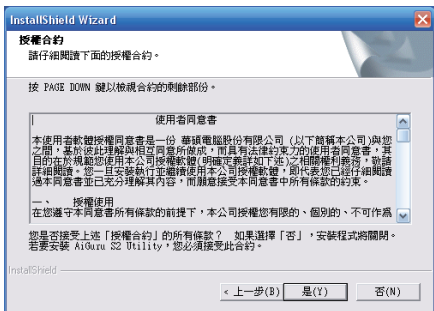 InstallShield Wizard
授權合約
請仔細閱讀下面的授權合約。
按 PAGE DOWN 鍵以檢視合約的剩餘部份。
使用者同意書
本使用者軟體授權同意書是一份 華碩電腦股份有限公司 (以下簡稱本公司)與您
之間,基於彼此理解與相互同意所做成,而具有法律約束力的使用者同意書,其
目的在於規範您使用本公司授權軟體(明確定義詳如下述)之相關權利義務,敬請
詳細閱讀。您一旦安裝執行並繼續使用本公司授權軟體,即代表您已經仔細閱讀
過本同意書並已充分理解其內容,而願意接受本同意書中所有條款的約束。
一、 授權使用
在您遵守本同意書所有條款的前提下,本公司授權您有限的、個別的、不可作為
您是否接受上述「授權合約」的所有條款? 如果選擇「否」,安裝程式將關閉。
若要安裝 AiGuru S2 Utility,您必須接受此合約。
InstallShield
< 上一步(B) 是(Y) 否(N)